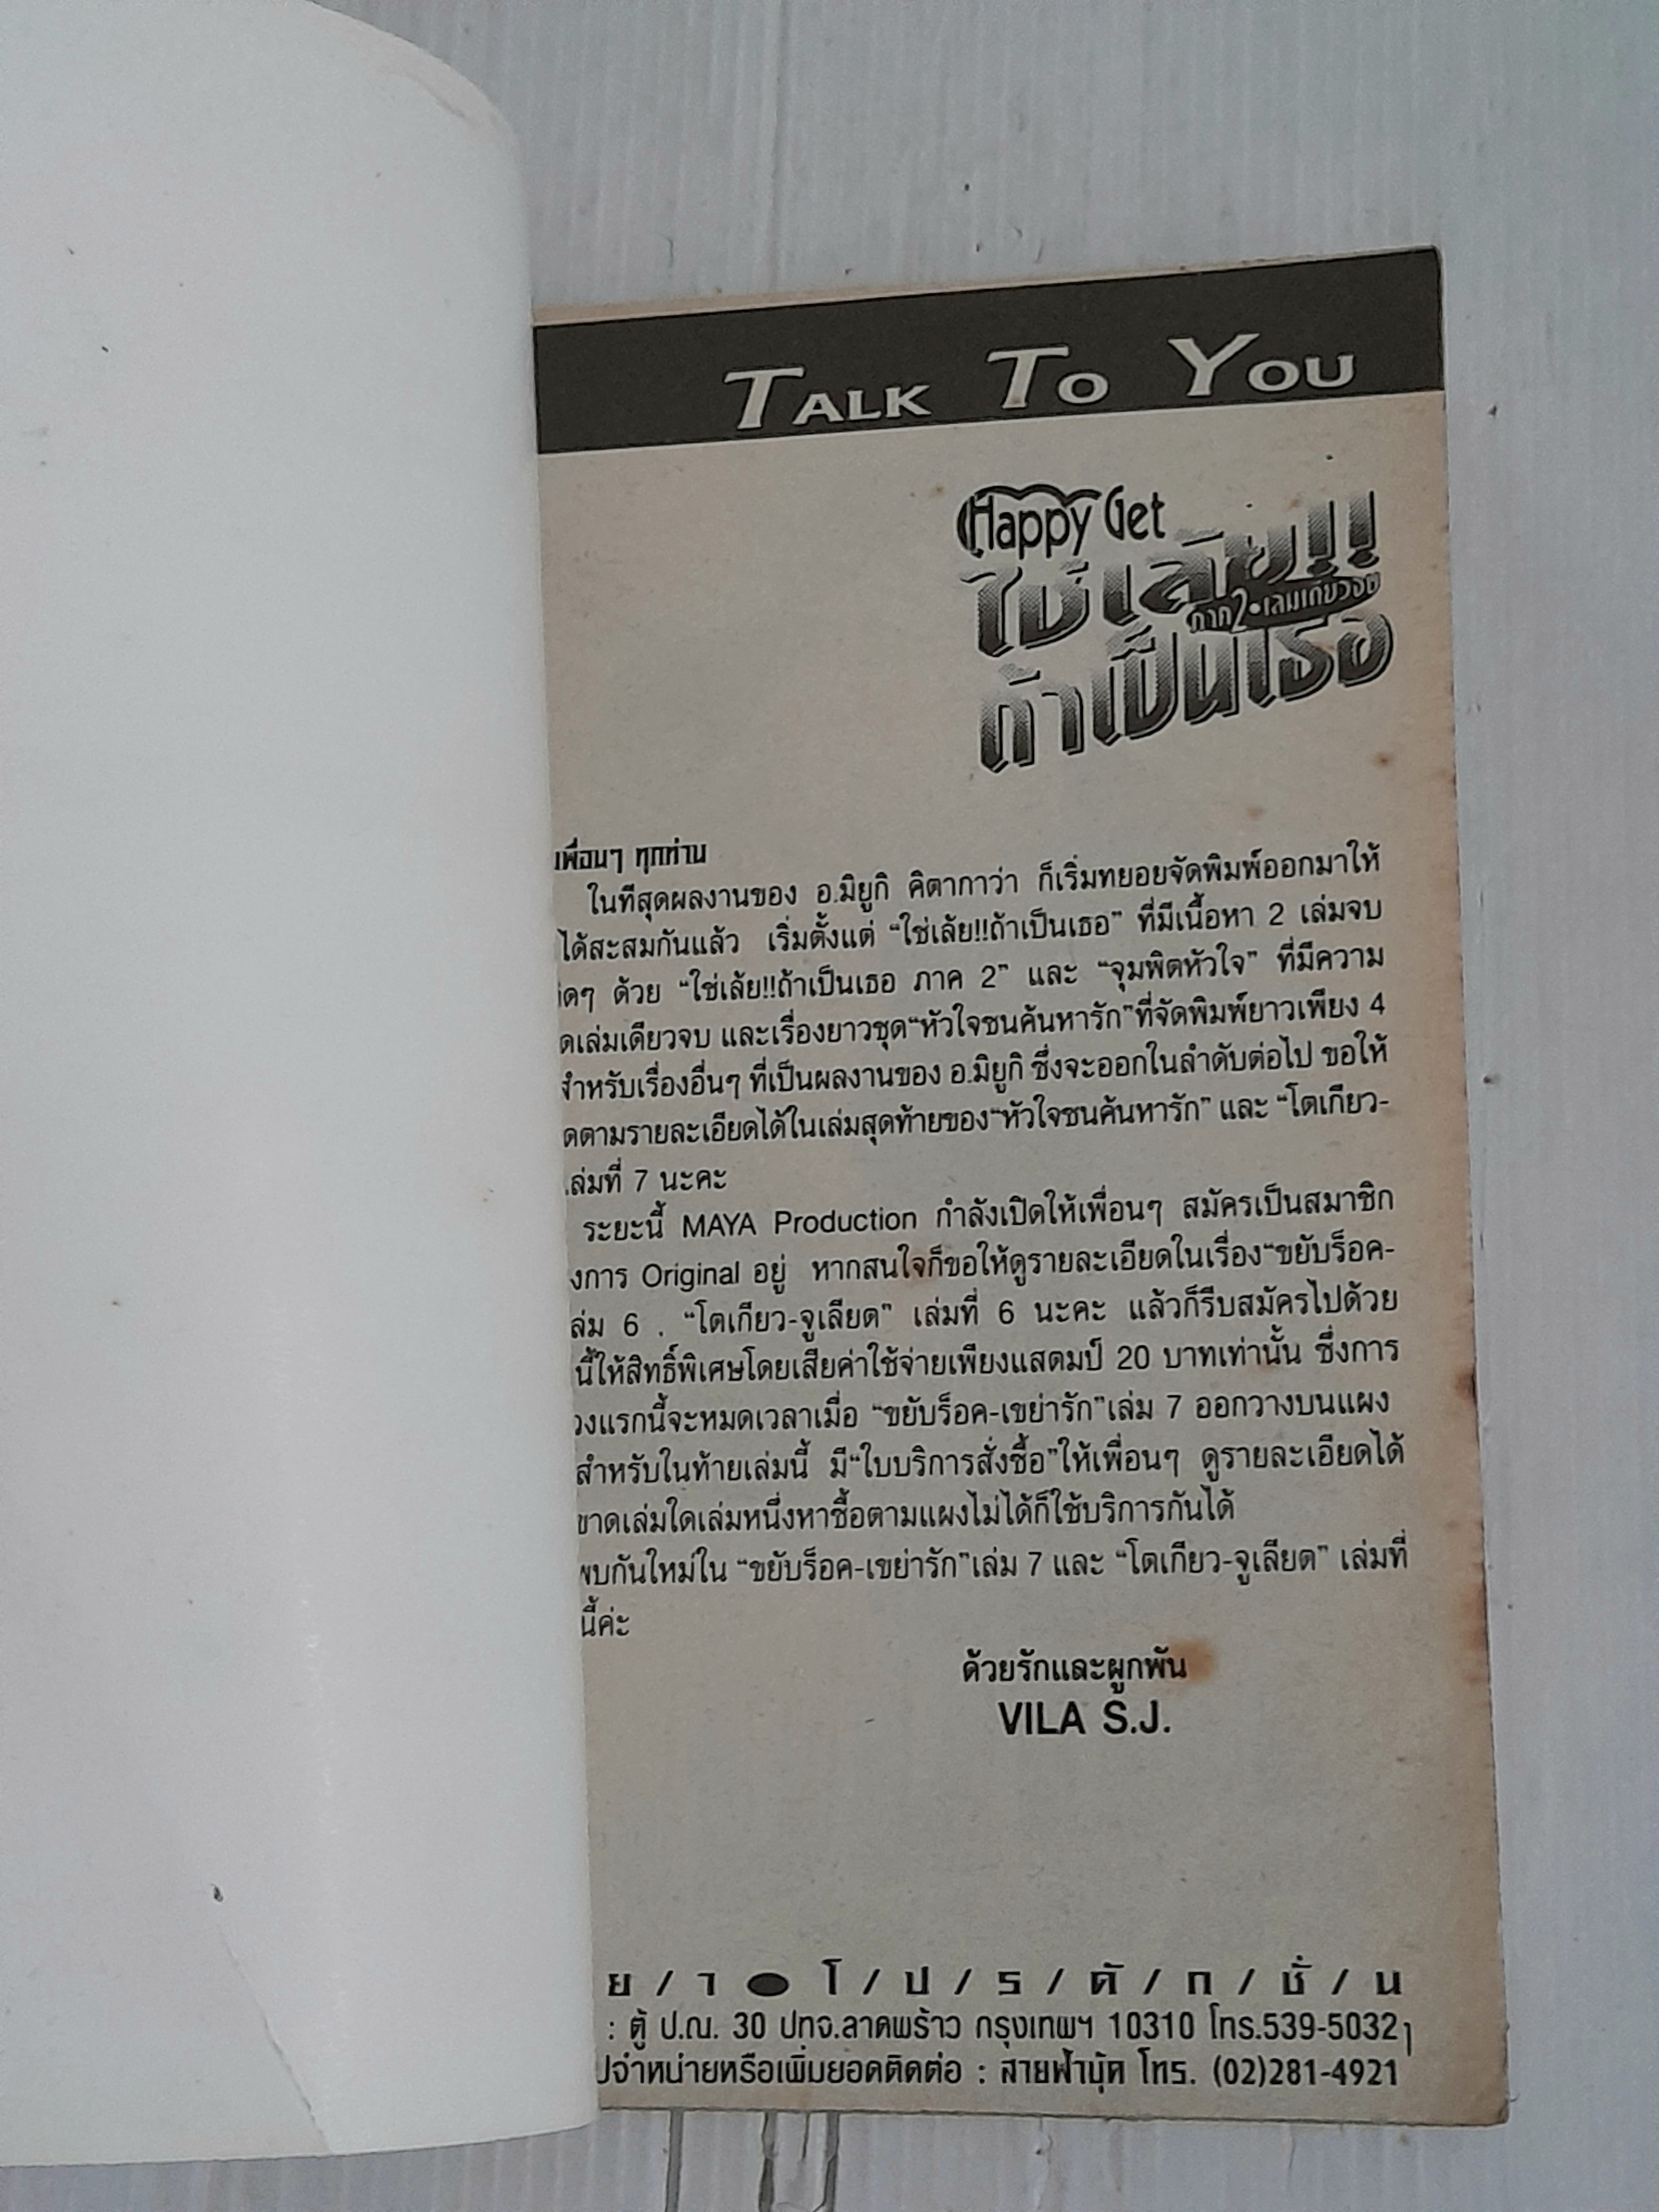 TALK TO YOU
Happy Get
ใช่เล้ย!!
ภาค2•เล่มเดียวจบ
ถ้าเป็นเธอ
เพื่อนๆ ทุกท่าน
ในที่สุดผลงานของ อ.มิยูกิ คิตากาว่า ก็เริ่มทยอยจัดพิมพ์ออกมาให้
ได้สะสมกันแล้ว เริ่มตั้งแต่ “ใช่เล้ย!!ถ้าเป็นเธอ” ที่มีเนื้อหา 2 เล่มจบ
ด้วย “ใช่เล้ย!!ถ้าเป็นเธอ ภาค 2” และ “จุมพิตหัวใจ” ที่มีความ
เล่มเดียวจบ และเรื่องยาวชุด“หัวใจชนค้นหารัก”ที่จัดพิมพ์ยาวเพียง 4
สำหรับเรื่องอื่นๆ ที่เป็นผลงานของ อ.มิยูกิ ซึ่งจะออกในลำดับต่อไป ขอให้
ตามรายละเอียดได้ในเล่มสุดท้ายของ“หัวใจชนค้นหารัก” และ “โตเกียว-
เล่มที่ 7 นะคะ
ระยะนี้ MAYA Production กำลังเปิดให้เพื่อนๆ สมัครเป็นสมาชิก
งการ Original อยู่ หากสนใจก็ขอให้ดูรายละเอียดในเรื่อง“ขยับร็อค-
ล่ม 6 . “โตเกียว-จูเลียต” เล่มที่ 6 นะคะ แล้วก็รีบสมัครไปด้วย
นี้ให้สิทธิ์พิเศษโดยเสียค่าใช้จ่ายเพียงแสตมป์ 20 บาทเท่านั้น ซึ่งการ
วงแรกนี้จะหมดเวลาเมื่อ “ขยับร็อค-เขย่ารัก”เล่ม 7 ออกวางบนแผง
สำหรับในท้ายเล่มนี้ มี“ใบบริการสั่งซื้อ”ให้เพื่อนๆ ดูรายละเอียดได้
ขาดเล่มใดเล่มหนึ่งหาซื้อตามแผงไม่ได้ก็ใช้บริการกันได้
พบกันใหม่ใน “ขยับร็อค-เขย่ารัก”เล่ม 7 และ “โตเกียว-จูเลียต” เล่มที่
นี้ค่ะ
ด้วยรักและผูกพัน
VILA S.J.
ย / า ● โ / ป / ร / ดั / ก / ชั่ / น
: ตู้ ป.ณ. 30 ปทจ.ลาดพร้าว กรุงเทพฯ 10310 โทร.539-5032
จำหน่ายหรือเพิ่มยอดติดต่อ : สายฟ้าบุ๊ค โทร. (02)281-4921